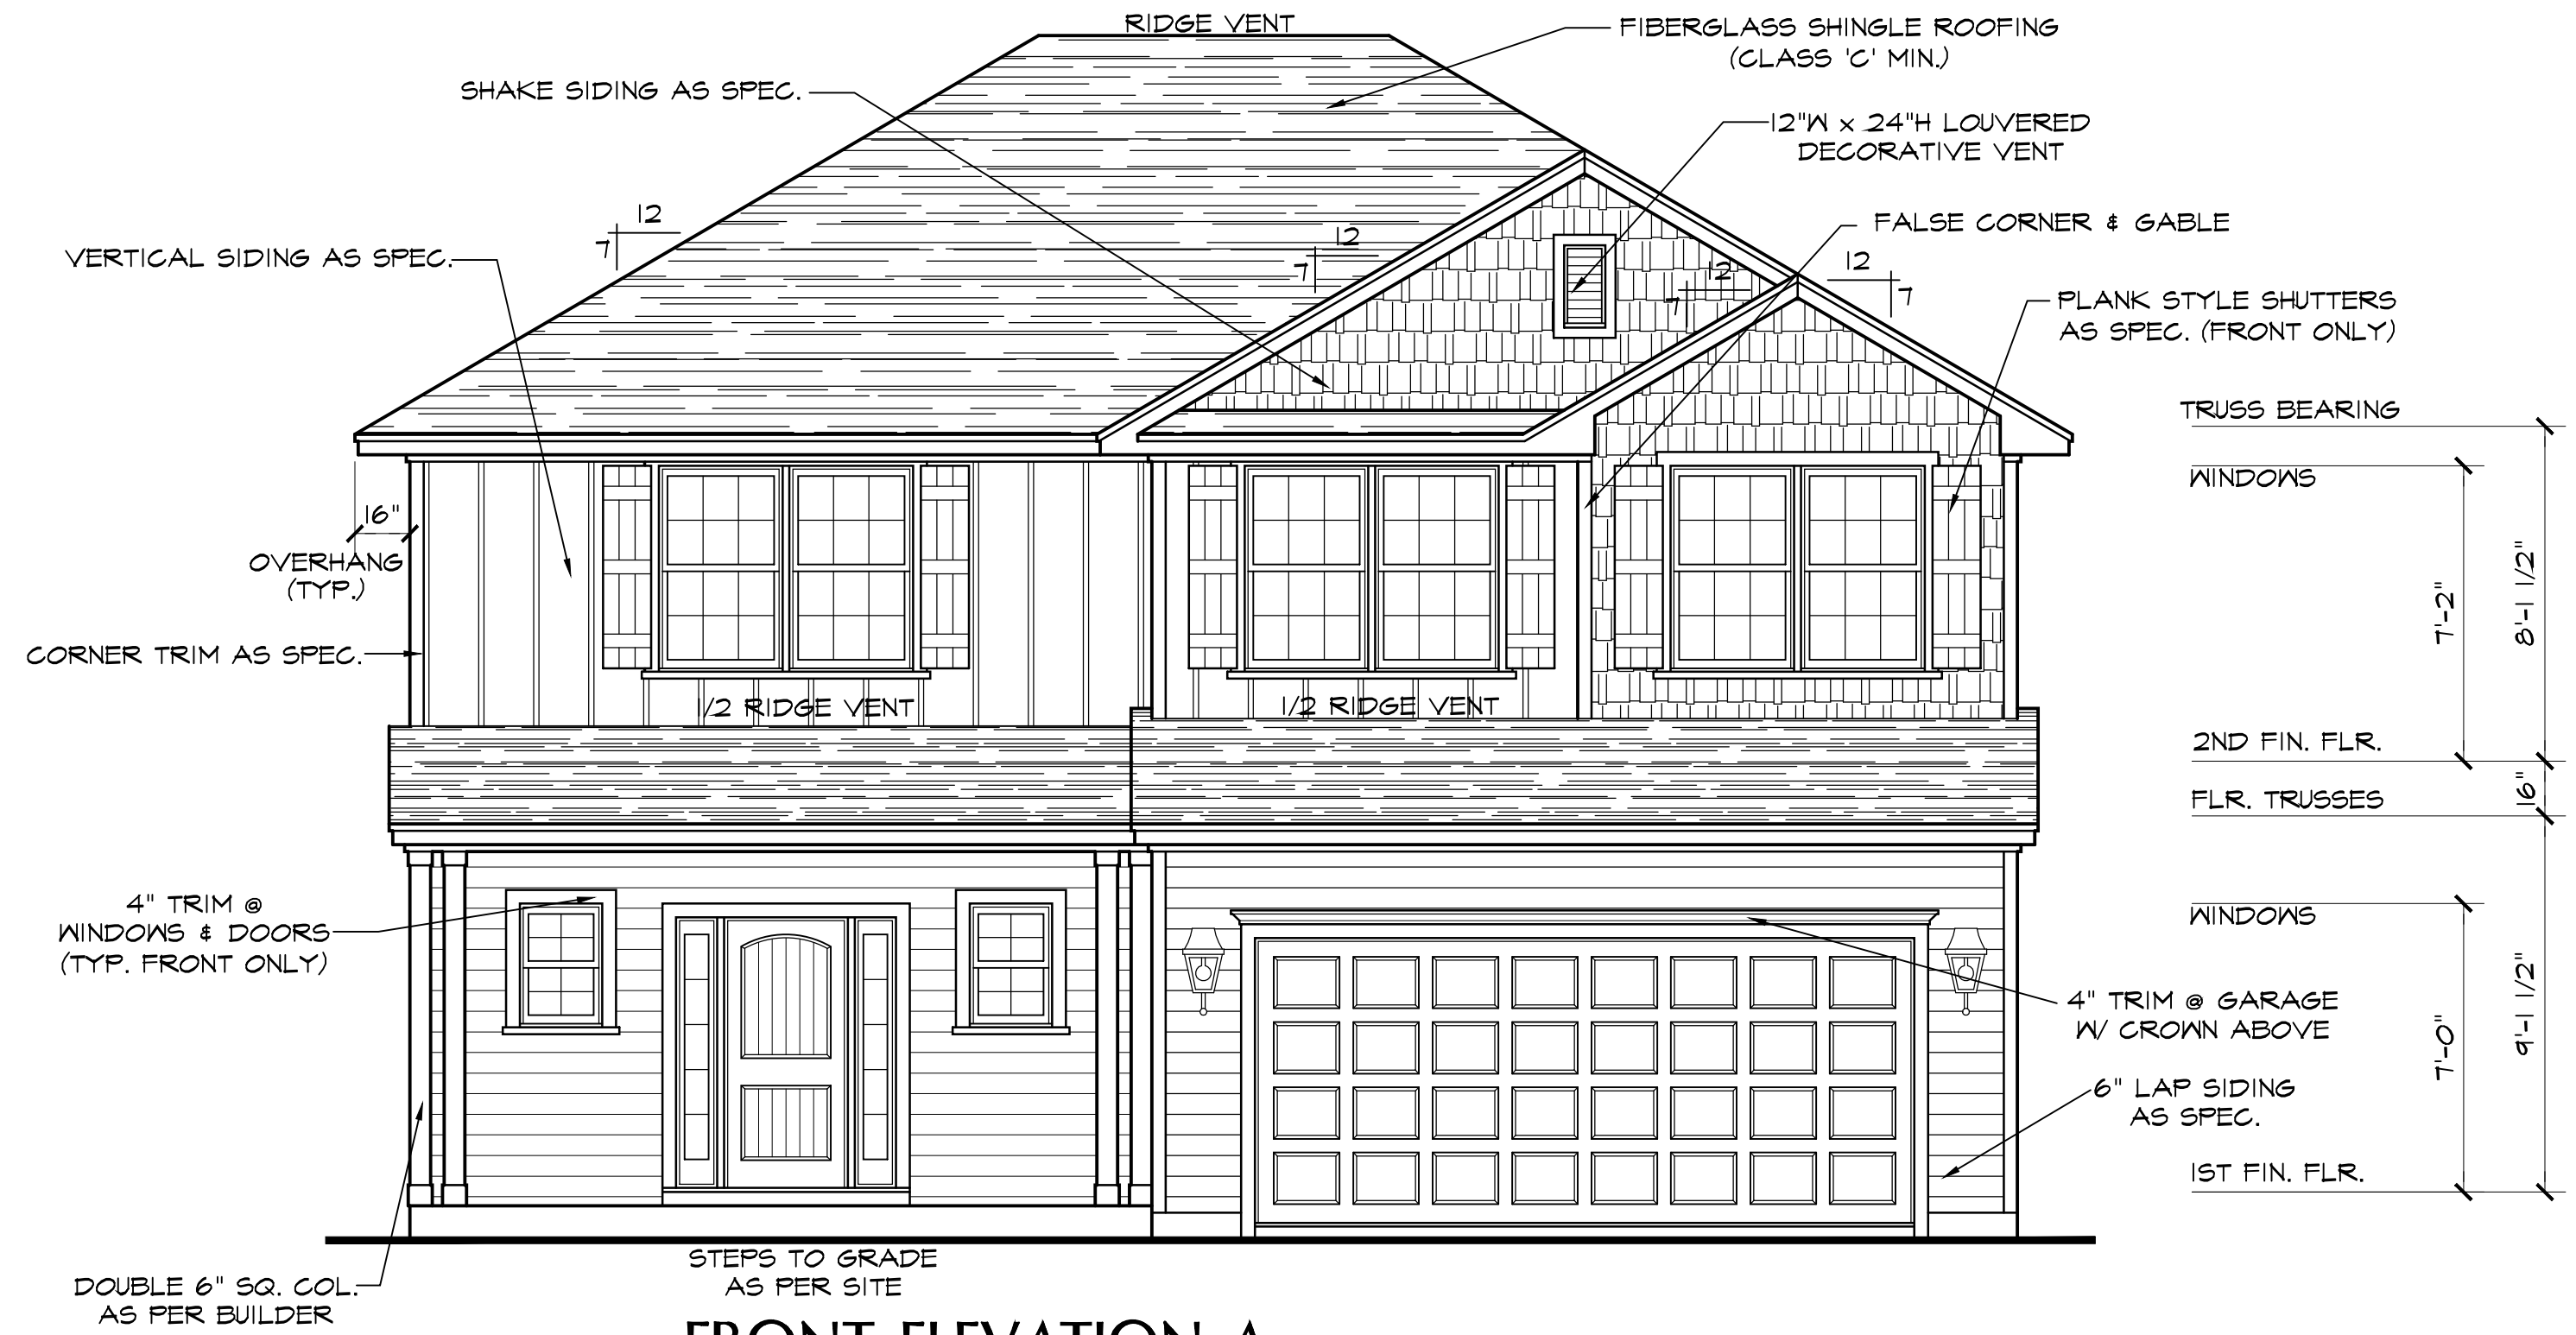 RIDGE VENT
FIBERGLASS SHINGLE ROOFING
(CLASS 'C' MIN.)
SHAKE SIDING AS SPEC.
12"W x 24"H LOUVERED
DECORATIVE VENT
12
7
VERTICAL SIDING AS SPEC.
12
7
FALSE CORNER & GABLE
12
7
12
7
PLANK STYLE SHUTTERS
AS SPEC. (FRONT ONLY)
TRUSS BEARING
WINDOWS
16"
OVERHANG
(TYP.)
7'-2"
8'-1 1/2"
CORNER TRIM AS SPEC.
1/2 RIDGE VENT
1/2 RIDGE VENT
2ND FIN. FLR.
16"
FLR. TRUSSES
4" TRIM @
WINDOWS & DOORS
(TYP. FRONT ONLY)
WINDOWS
4" TRIM @ GARAGE
W/ CROWN ABOVE
7'-0"
9'-1 1/2"
6" LAP SIDING
AS SPEC.
1ST FIN. FLR.
DOUBLE 6" SQ. COL.
AS PER BUILDER
STEPS TO GRADE
AS PER SITE
FRONT ELEVATION A